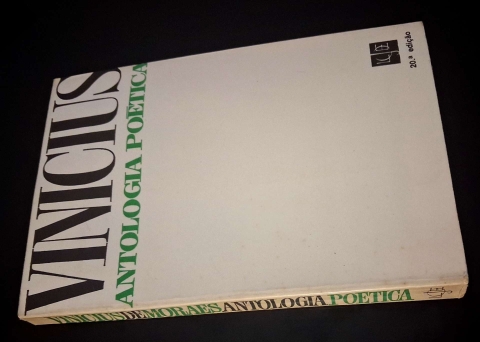 VINICIUS
ANTOLOGIA POÉTICA
20.ª edição
VINICIUS DE MORAES ANTOLOGIA POÉTICA